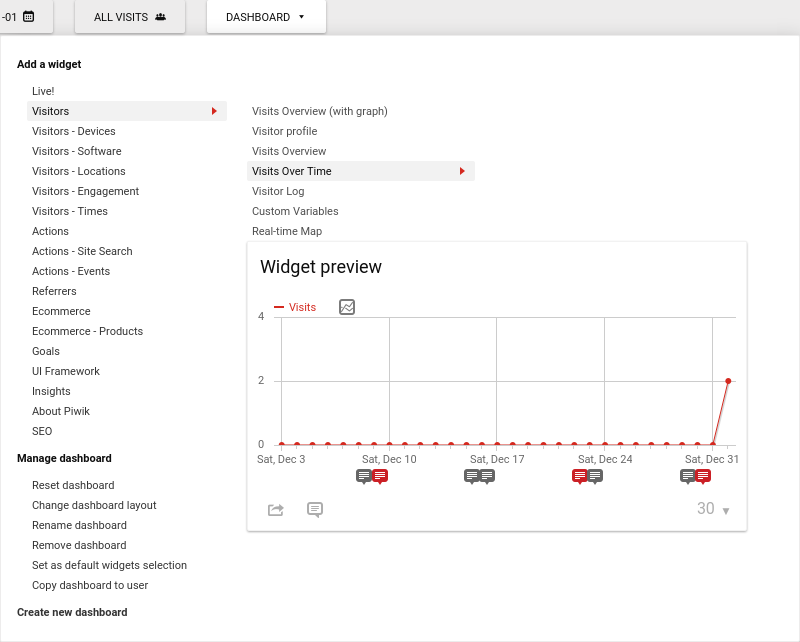 -01
ALL VISITS
DASHBOARD
Add a widget
Live!
Visitors
Visitors - Devices
Visitors - Software
Visitors - Locations
Visitors - Engagement
Visitors - Times
Actions
Actions - Site Search
Actions - Events
Referrers
Ecommerce
Ecommerce - Products
Goals
UI Framework
Insights
About Piwik
SEO
Manage dashboard
Reset dashboard
Change dashboard layout
Rename dashboard
Remove dashboard
Set as default widgets selection
Copy dashboard to user
Create new dashboard
Visits Overview (with graph)
Visitor profile
Visits Overview
Visits Over Time
Visitor Log
Custom Variables
Real-time Map
Widget preview
Visits
4
2
0
Sat, Dec 3 Sat, Dec 10 Sat, Dec 17 Sat, Dec 24 Sat, Dec 31
30